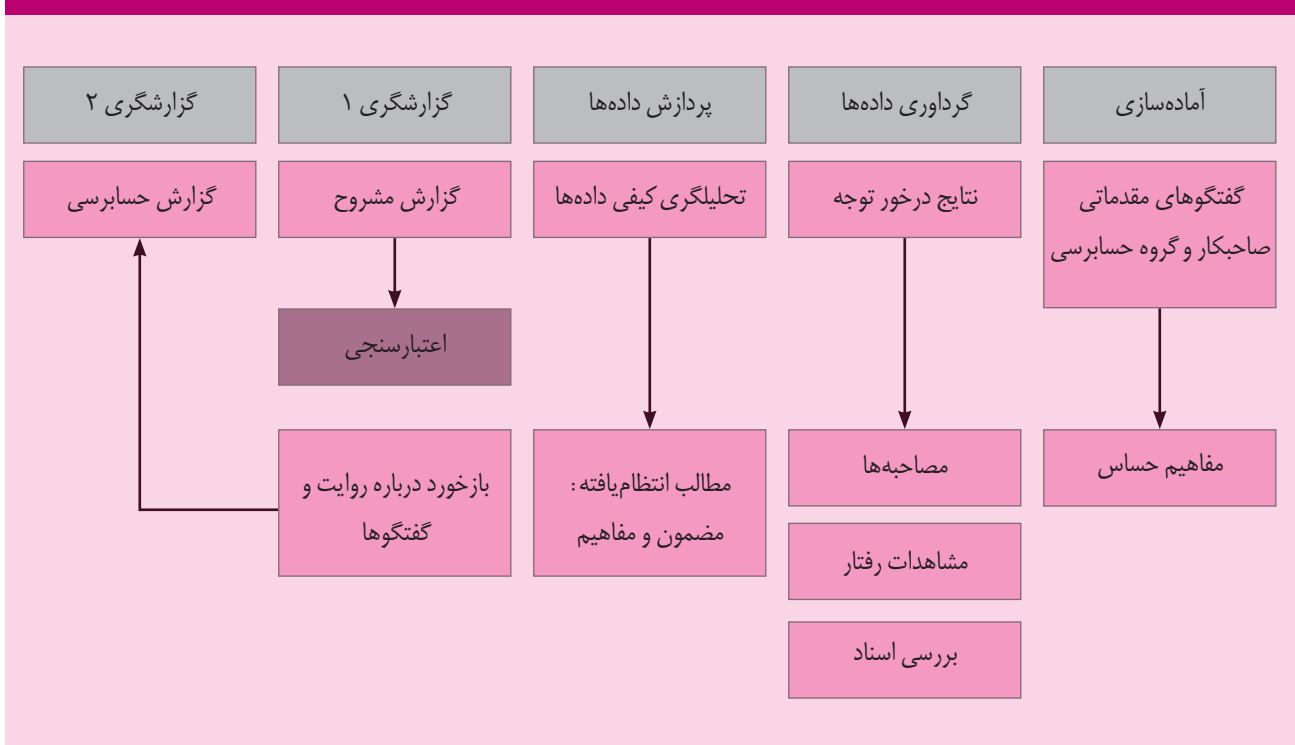 آماده‌سازی
گرداوری داده‌ها
پردازش داده‌ها
گزارشگری ۱
گزارشگری ۲
گفتگوهای مقدماتی
صاحبکار و گروه حسابرسی
نتایج درخور توجه
تحلیلگری کیفی داده‌ها
گزارش مشروح
گزارش حسابرسی
اعتبارسنجی
مفاهیم حساس
مصاحبه‌ها
مطالب انتظام‌یافته:
مضمون و مفاهیم
بازخورد درباره روایت و
گفتگوها
مشاهدات رفتار
بررسی اسناد